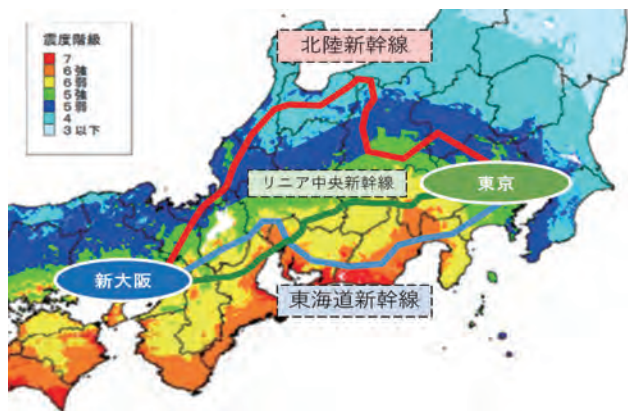 震度階級
7
6強
6弱
5強
5弱
4
3以下
北陸新幹線
リニア中央新幹線
東京
新大阪
東海道新幹線